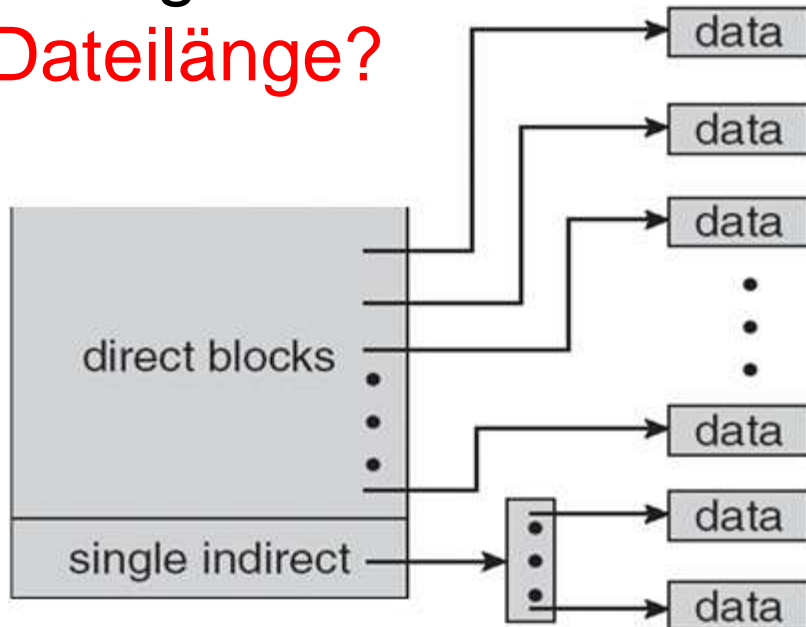 Dateilänge?
data
data
data
direct blocks
data
data
single indirect
data